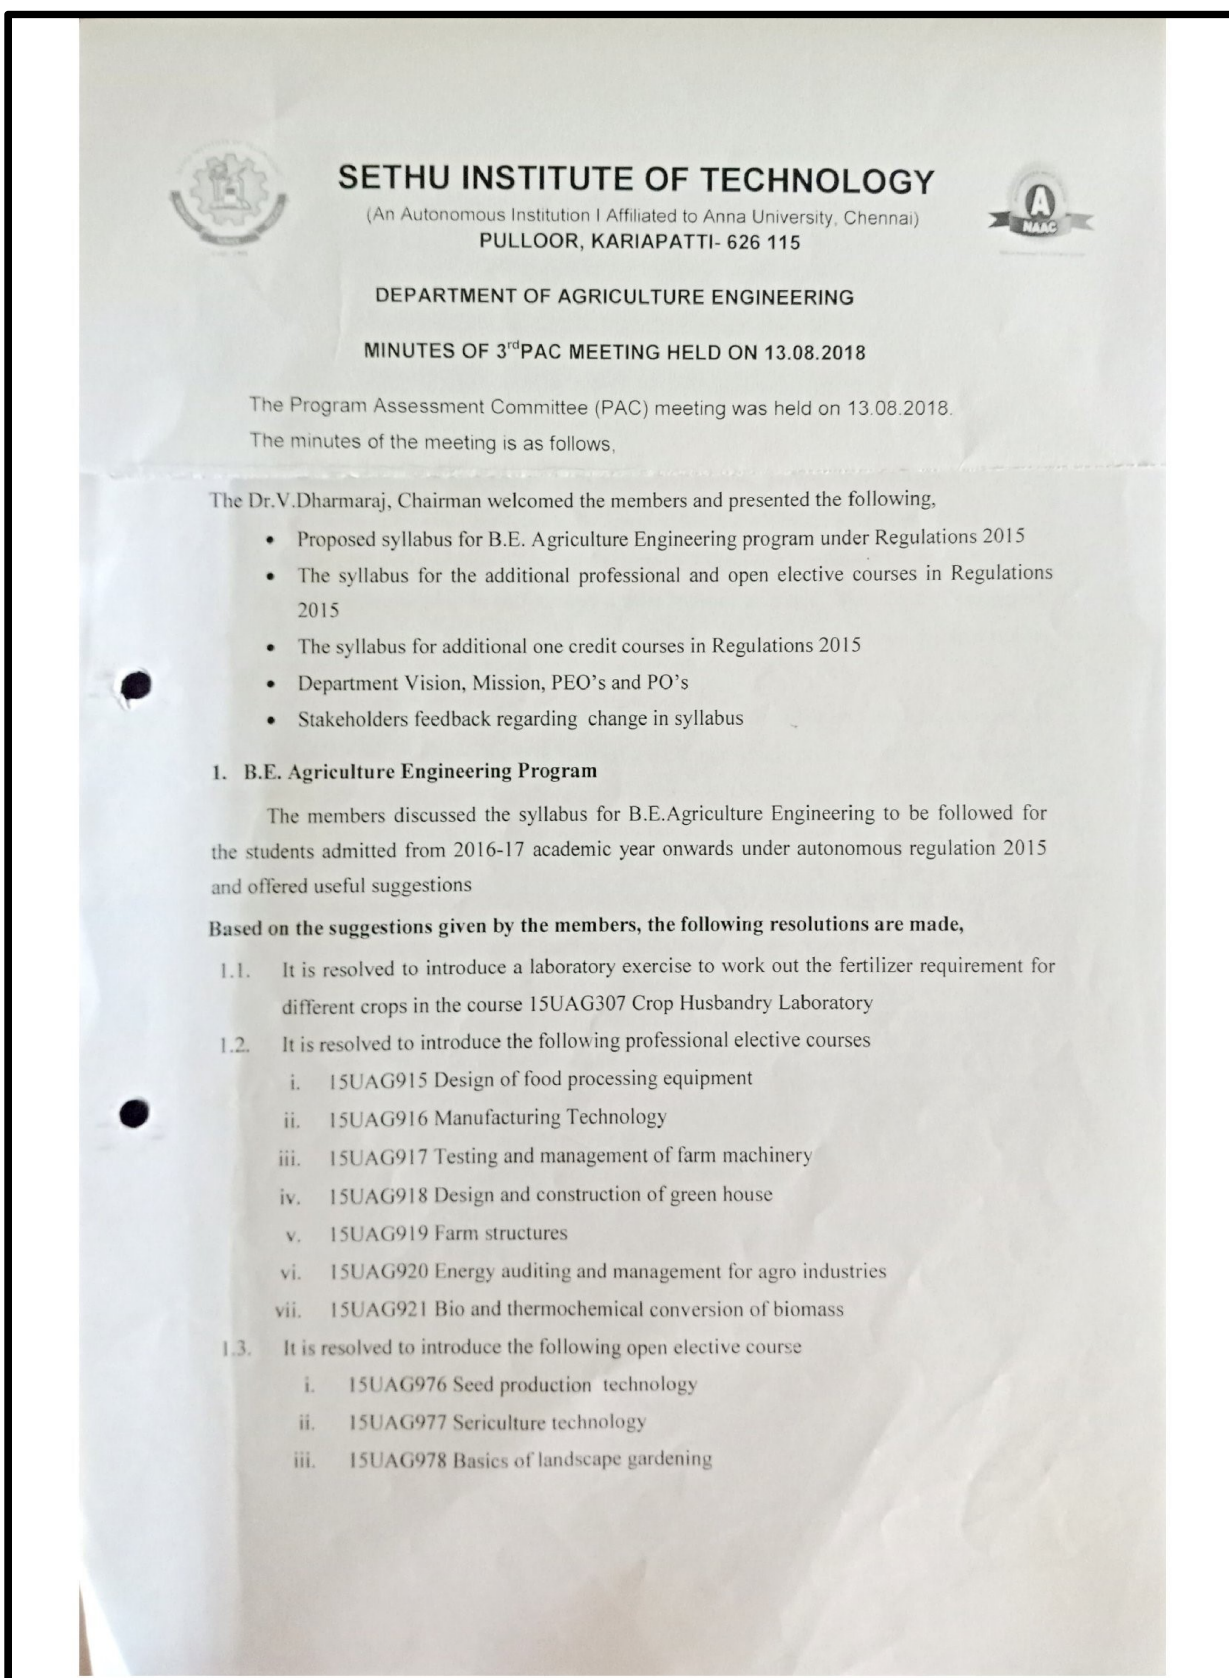 SETHU INSTITUTE OF TECHNOLOGY
(An Autonomous Institution I Affiliated to Anna University, Chennai)
PULLOOR, KARIAPATTI- 626 115
A
NAAC
DEPARTMENT OF AGRICULTURE ENGINEERING
MINUTES OF 3rdPAC MEETING HELD ON 13.08.2018
The Program Assessment Committee (PAC) meeting was held on 13.08.2018.
The minutes of the meeting is as follows,
The Dr.V.Dharmaraj, Chairman welcomed the members and presented the following,
• Proposed syllabus for B.E. Agriculture Engineering program under Regulations 2015
• The syllabus for the additional professional and open elective courses in Regulations
2015
• The syllabus for additional one credit courses in Regulations 2015
• Department Vision, Mission, PEO's and PO's
• Stakeholders feedback regarding change in syllabus
1. B.E. Agriculture Engineering Program
The members discussed the syllabus for B.E.Agriculture Engineering to be followed for
the students admitted from 2016-17 academic year onwards under autonomous regulation 2015
and offered useful suggestions
Based on the suggestions given by the members, the following resolutions are made,
1.1. It is resolved to introduce a laboratory exercise to work out the fertilizer requirement for
different crops in the course 15UAG307 Crop Husbandry Laboratory
1.2. It is resolved to introduce the following professional elective courses
i. 15UAG915 Design of food processing equipment
ii. 15UAG916 Manufacturing Technology
iii. 15UAG917 Testing and management of farm machinery
iv. 15UAG918 Design and construction of green house
v. 15UAG919 Farm structures
vi. 15UAG920 Energy auditing and management for agro industries
vii. 15UAG921 Bio and thermochemical conversion of biomass
1.3. It is resolved to introduce the following open elective course
i. 15UAG976 Seed production technology
ii. 15UAG977 Sericulture technology
iii. 15UAG978 Basics of landscape gardening